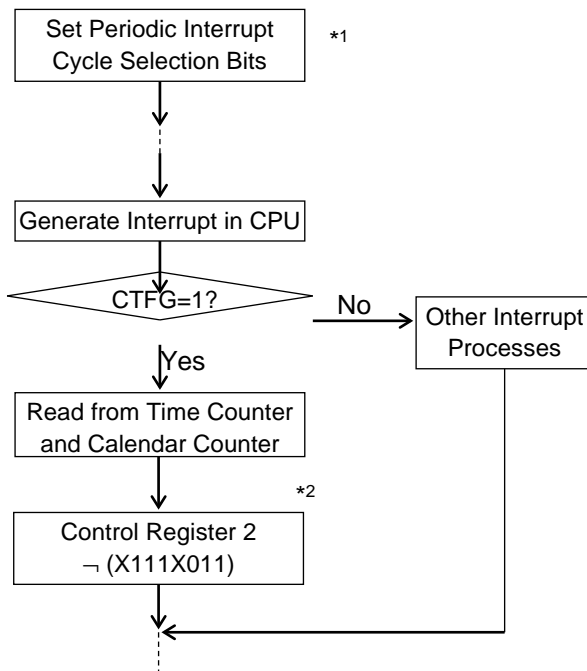 Set Periodic Interrupt
Cycle Selection Bits
*1
Generate Interrupt in CPU
CTFG=1?
No
Other Interrupt
Processes
Yes
Read from Time Counter
and Calendar Counter
*2
Control Register 2
¬ (X111X011)